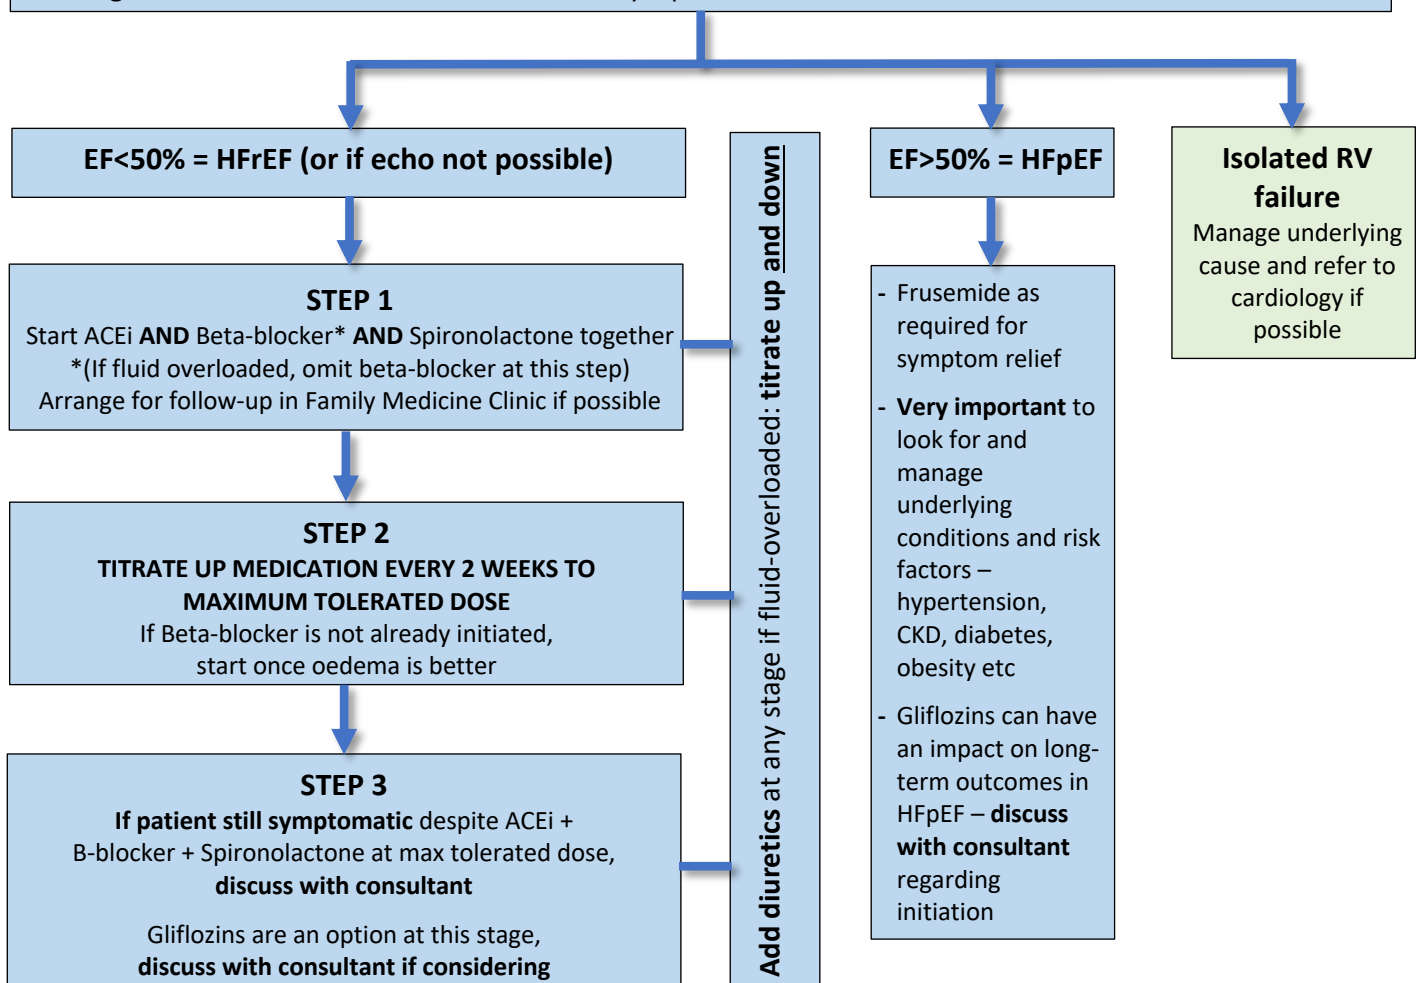 EF<50% = HFrEF (or if echo not possible)
STEP 1
Start ACEi AND Beta-blocker* AND Spironolactone together
*(If fluid overloaded, omit beta-blocker at this step)
Arrange for follow-up in Family Medicine Clinic if possible
STEP 2
TITRATE UP MEDICATION EVERY 2 WEEKS TO
MAXIMUM TOLERATED DOSE
If Beta-blocker is not already initiated,
start once oedema is better
STEP 3
If patient still symptomatic despite ACEi +
B-blocker + Spironolactone at max tolerated dose,
discuss with consultant
Gliflozins are an option at this stage,
discuss with consultant if considering
Add diuretics at any stage if fluid-overloaded: titrate up and down
EF>50% = HFpEF
- Frusemide as
required for
symptom relief
- Very important to
look for and
manage
underlying
conditions and risk
factors –
hypertension,
CKD, diabetes,
obesity etc
- Gliflozins can have
an impact on long-
term outcomes in
HFpEF – discuss
with consultant
regarding
initiation
Isolated RV
failure
Manage underlying
cause and refer to
cardiology if
possible